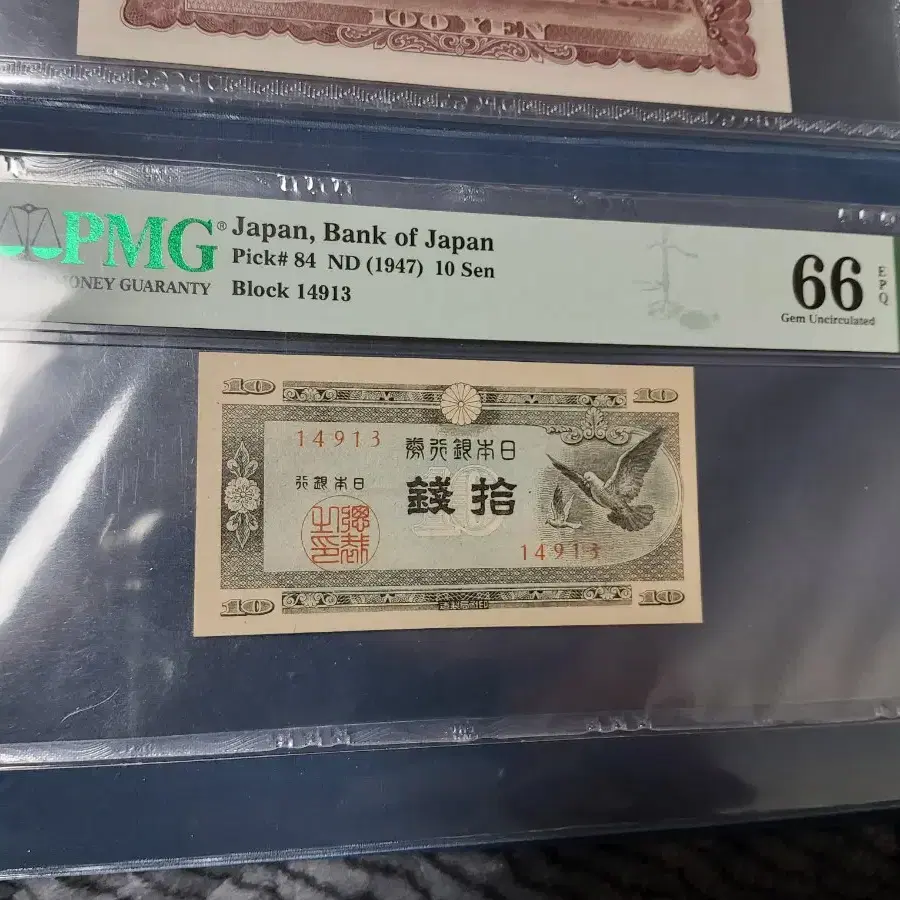 100 YEN
PMG®
MONEY GUARANTY
Japan, Bank of Japan
Pick# 84 ND (1947) 10 Sen
Block 14913
66 EPQ
Gem Uncirculated
10 10
14913
券行銀本日
行銀本日
錢拾
10
14913
10 10